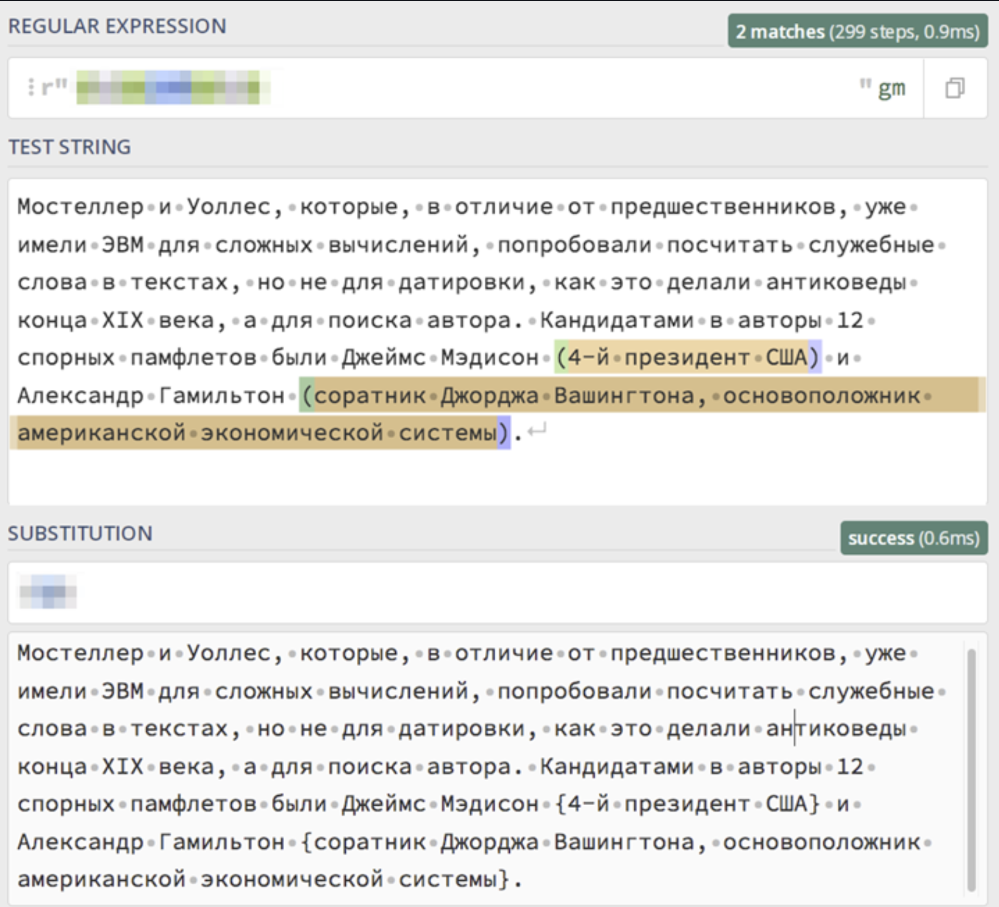 REGULAR EXPRESSION
2 matches (299 steps, 0.9ms)
r" " gm
TEST STRING
Мостеллер и Уоллес, которые, в отличие от предшественников, уже
имели ЭВМ для сложных вычислений, попробовали посчитать служебные
слова в текстах, но не для датировки, как это делали антиковеды
конца XIX века, а для поиска автора. Кандидатами в авторы 12
спорных памфлетов были Джеймс Мэдисон (4-й президент США) и
Александр Гамильтон (соратник Джорджа Вашингтона, основоположник
американской экономической системы).
SUBSTITUTION
success (0.6ms)
Мостеллер и Уоллес, которые, в отличие от предшественников, уже
имели ЭВМ для сложных вычислений, попробовали посчитать служебные
слова в текстах, но не для датировки, как это делали антиковеды
конца XIX века, а для поиска автора. Кандидатами в авторы 12
спорных памфлетов были Джеймс Мэдисон {4-й президент США} и
Александр Гамильтон {соратник Джорджа Вашингтона, основоположник
американской экономической системы}.